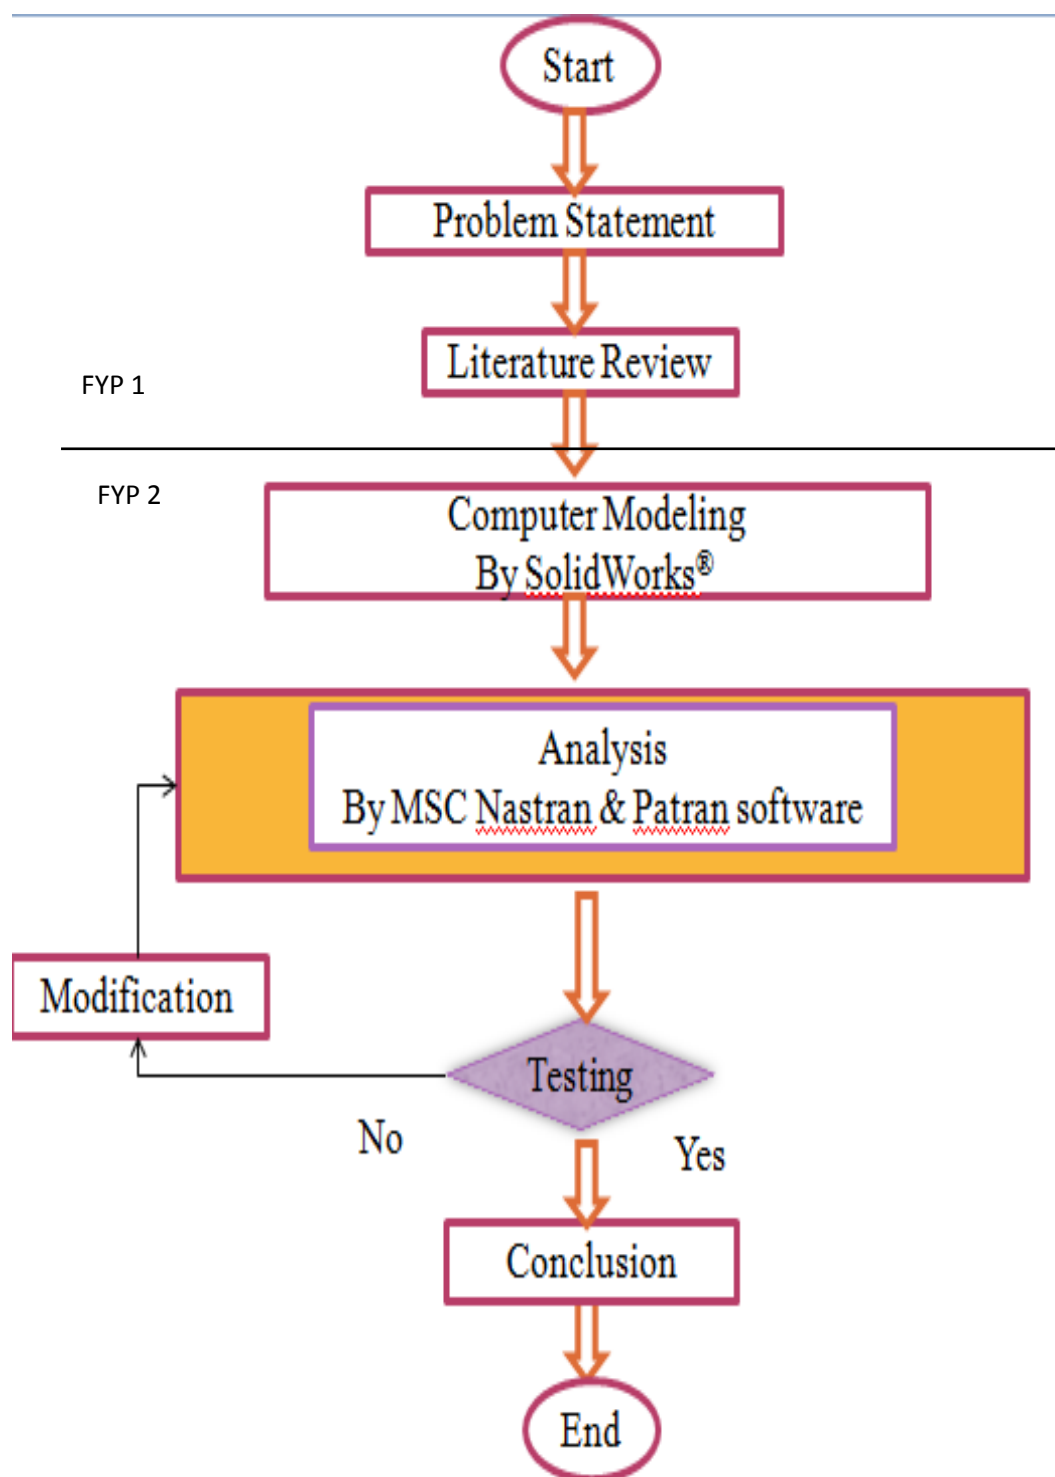 Start
Problem Statement
Literature Review
FYP 1
FYP 2
Computer Modeling
By SolidWorks®
Analysis
By MSC Nastran & Patran software
Modification
Testing
No
Yes
Conclusion
End